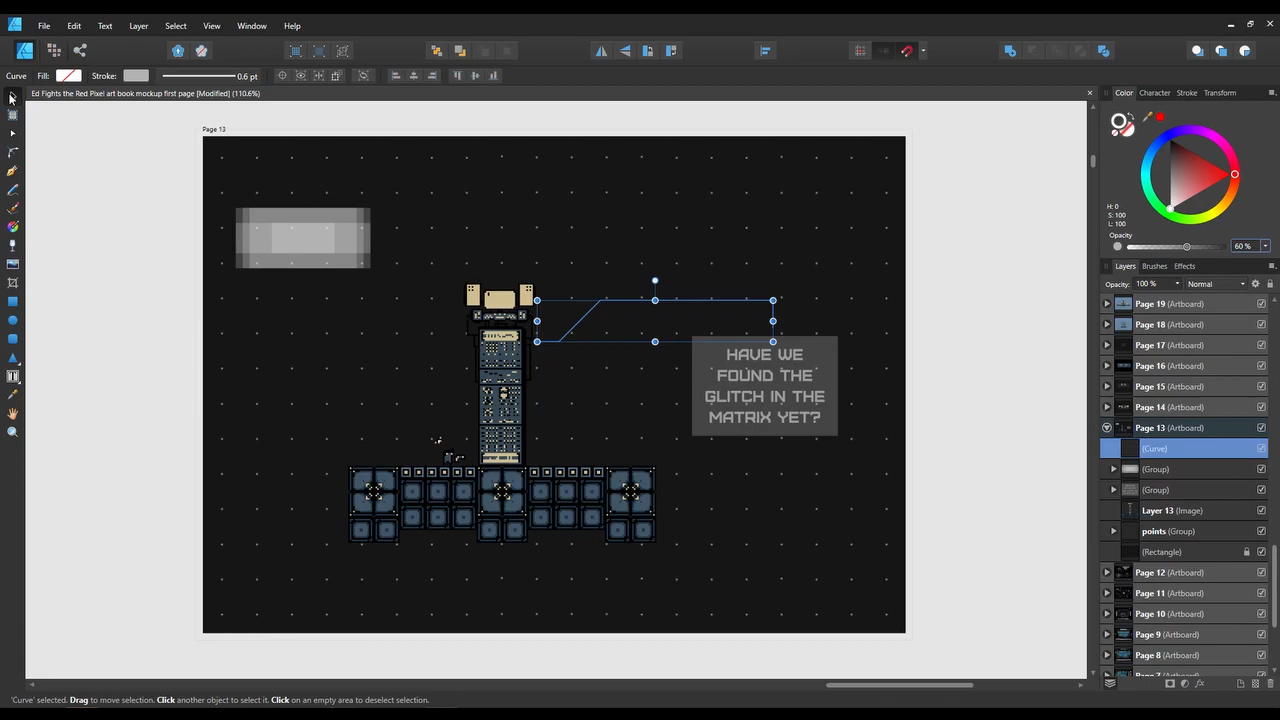 File Edit Text Layer Select View Window Help
Curve Fill: Stroke: 0.6 pt
Ed Fights the Red Pixel art book mockup first page [Modified] (110.6%)
Page 13
HAVE WE
FOUND THE
GLITCH IN THE
MATRIX YET?
Color Character Stroke Transform
H: 0
S: 100
L: 100
Opacity
60 %
Layers Brushes Effects
Opacity: 100 % Normal
Page 19 (Artboard)
Page 18 (Artboard)
Page 17 (Artboard)
Page 16 (Artboard)
Page 15 (Artboard)
Page 14 (Artboard)
Page 13 (Artboard)
(Curve)
(Group)
(Group)
Layer 13 (Image)
points (Group)
(Rectangle)
Page 12 (Artboard)
Page 11 (Artboard)
Page 10 (Artboard)
Page 9 (Artboard)
Page 8 (Artboard)
'Curve' selected. Drag to move selection. Click another object to select it. Click on an empty area to deselect selection.